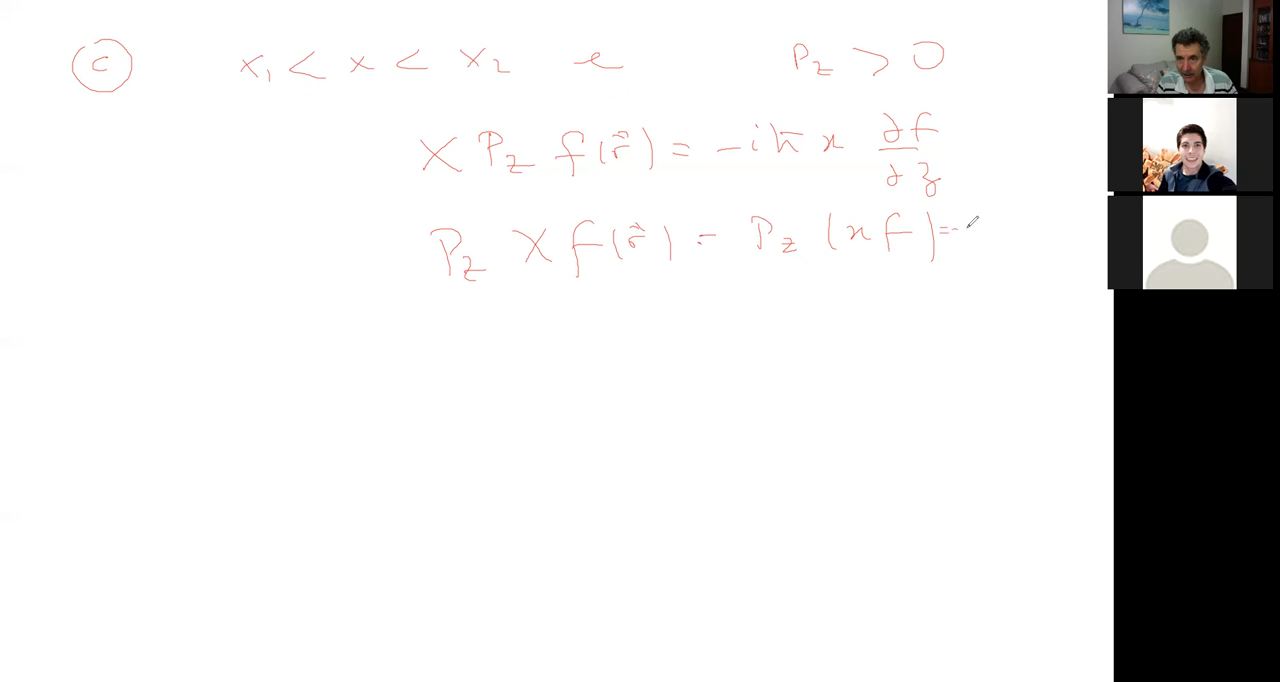 c x₁ < x < x₂ e P_z > 0
X P_z f(r⃗) = -iħ x ∂f/∂z
P_z X f(r⃗) = P_z (x f) = -